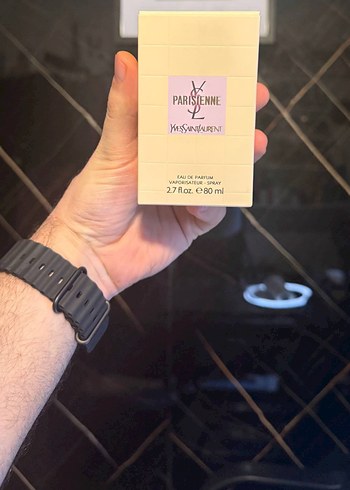 YSL
PARISIENNE
YVESSAINTLAURENT
EAU DE PARFUM
VAPORISATEUR - SPRAY
2.7 fl.oz. ℮ 80 ml